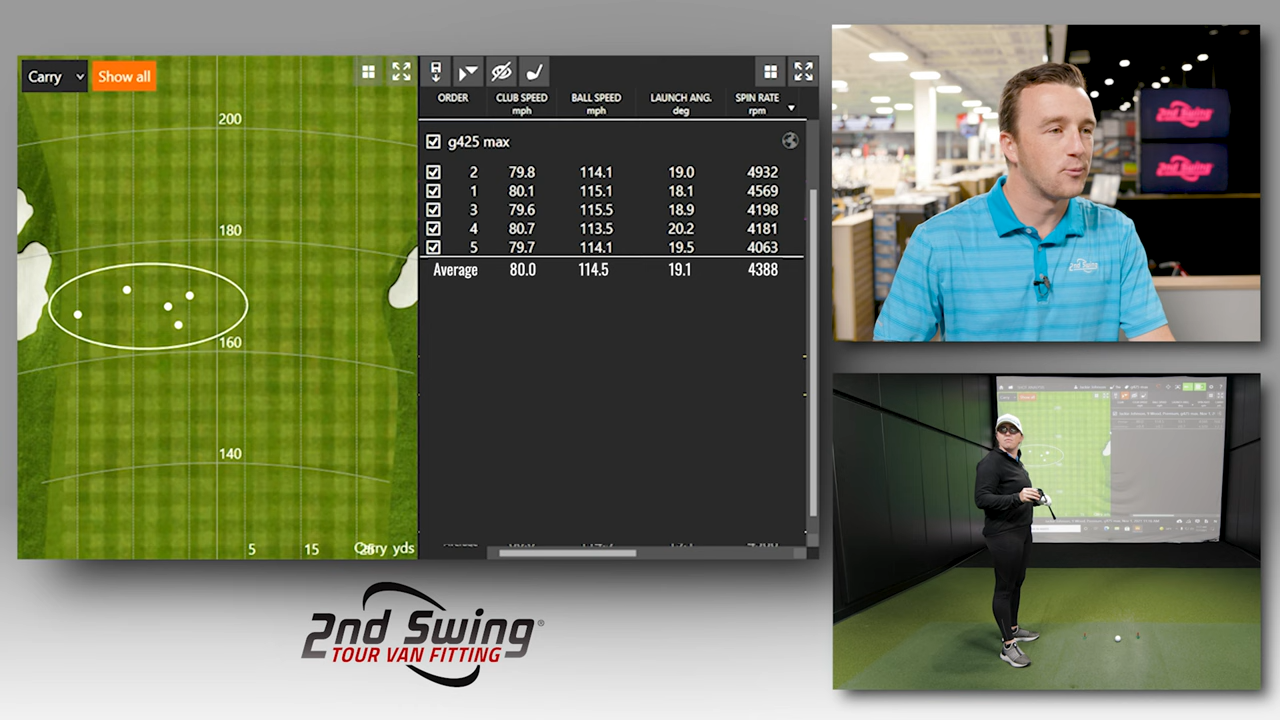 Carry
Show all
200
180
160
140
5 15 Carry yds
ORDER CLUB SPEED BALL SPEED LAUNCH ANG. SPIN RATE
mph mph deg rpm
g425 max
2 79.8 114.1 19.0 4932
1 80.1 115.1 18.1 4569
3 79.6 115.5 18.9 4198
4 80.7 113.5 20.2 4181
5 79.7 114.1 19.5 4063
Average 80.0 114.5 19.1 4388
2nd Swing®
TOUR VAN FITTING
2nd Swing
2nd Swing
2nd Swing